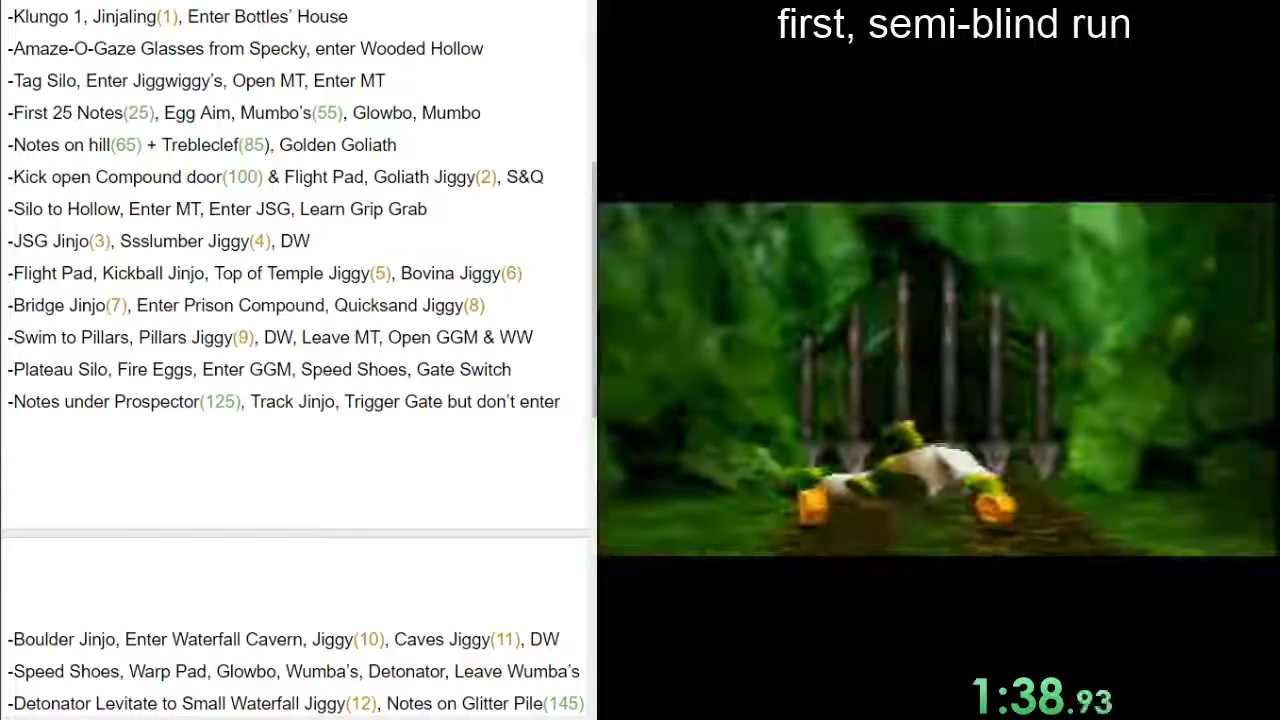 -Klungo 1, Jinjaling(1), Enter Bottles’ House
-Amaze-O-Gaze Glasses from Specky, enter Wooded Hollow
-Tag Silo, Enter Jiggwiggy’s, Open MT, Enter MT
-First 25 Notes(25), Egg Aim, Mumbo’s(55), Glowbo, Mumbo
-Notes on hill(65) + Trebleclef(85), Golden Goliath
-Kick open Compound door(100) & Flight Pad, Goliath Jiggy(2), S&Q
-Silo to Hollow, Enter MT, Enter JSG, Learn Grip Grab
-JSG Jinjo(3), Ssslumber Jiggy(4), DW
-Flight Pad, Kickball Jinjo, Top of Temple Jiggy(5), Bovina Jiggy(6)
-Bridge Jinjo(7), Enter Prison Compound, Quicksand Jiggy(8)
-Swim to Pillars, Pillars Jiggy(9), DW, Leave MT, Open GGM & WW
-Plateau Silo, Fire Eggs, Enter GGM, Speed Shoes, Gate Switch
-Notes under Prospector(125), Track Jinjo, Trigger Gate but don’t enter
-Boulder Jinjo, Enter Waterfall Cavern, Jiggy(10), Caves Jiggy(11), DW
-Speed Shoes, Warp Pad, Glowbo, Wumba’s, Detonator, Leave Wumba’s
-Detonator Levitate to Small Waterfall Jiggy(12), Notes on Glitter Pile(145)
first, semi-blind run
1:38.93